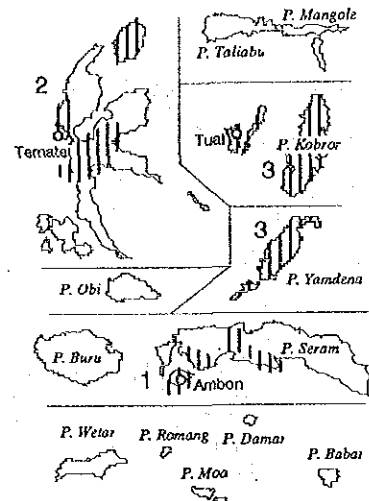 P. Mangole
P. Taliabu
2
Ternate
Tual
P. Kobror
3
3
P. Yamdena
P. Obi
P. Buru
P. Seram
1
Ambon
P. Wetar
P. Romang
P. Damar
P. Babar
P. Moa